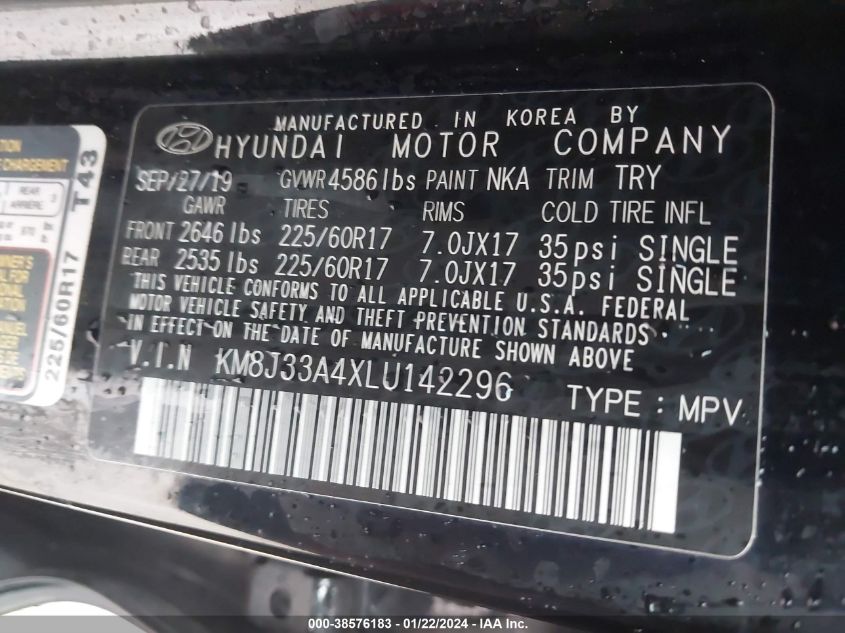 MANUFACTURED IN KOREA BY
HYUNDAI MOTOR COMPANY
SEP/27/19 GVWR 4586 lbs PAINT NKA TRIM TRY
GAWR TIRES RIMS COLD TIRE INFL
FRONT 2646 lbs 225/60R17 7.0JX17 35psi SINGLE
REAR 2535 lbs 225/60R17 7.0JX17 35psi SINGLE
THIS VEHICLE CONFORMS TO ALL APPLICABLE U.S.A. FEDERAL
MOTOR VEHICLE SAFETY AND THEFT PREVENTION STANDARDS
IN EFFECT ON THE DATE OF MANUFACTURE SHOWN ABOVE
V.I.N KM8J33A4XLU142296 TYPE : MPV
CHARGEMENT
REAR
ARRIERE
T43
225/60R17
000-38576183 - 01/22/2024 - IAA Inc.